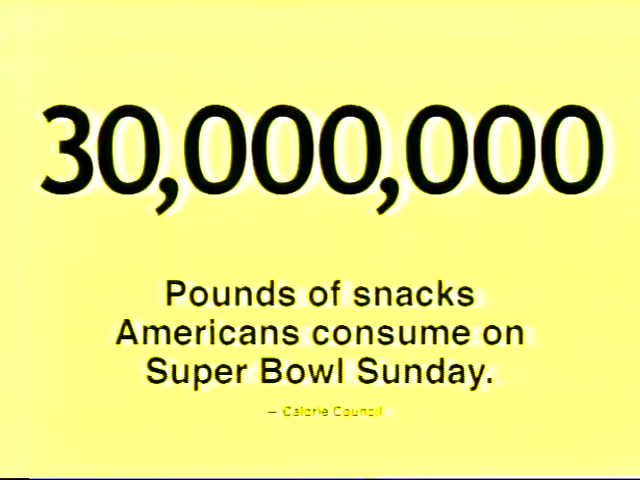 30,000,000
Pounds of snacks
Americans consume on
Super Bowl Sunday.
— Calorie Council